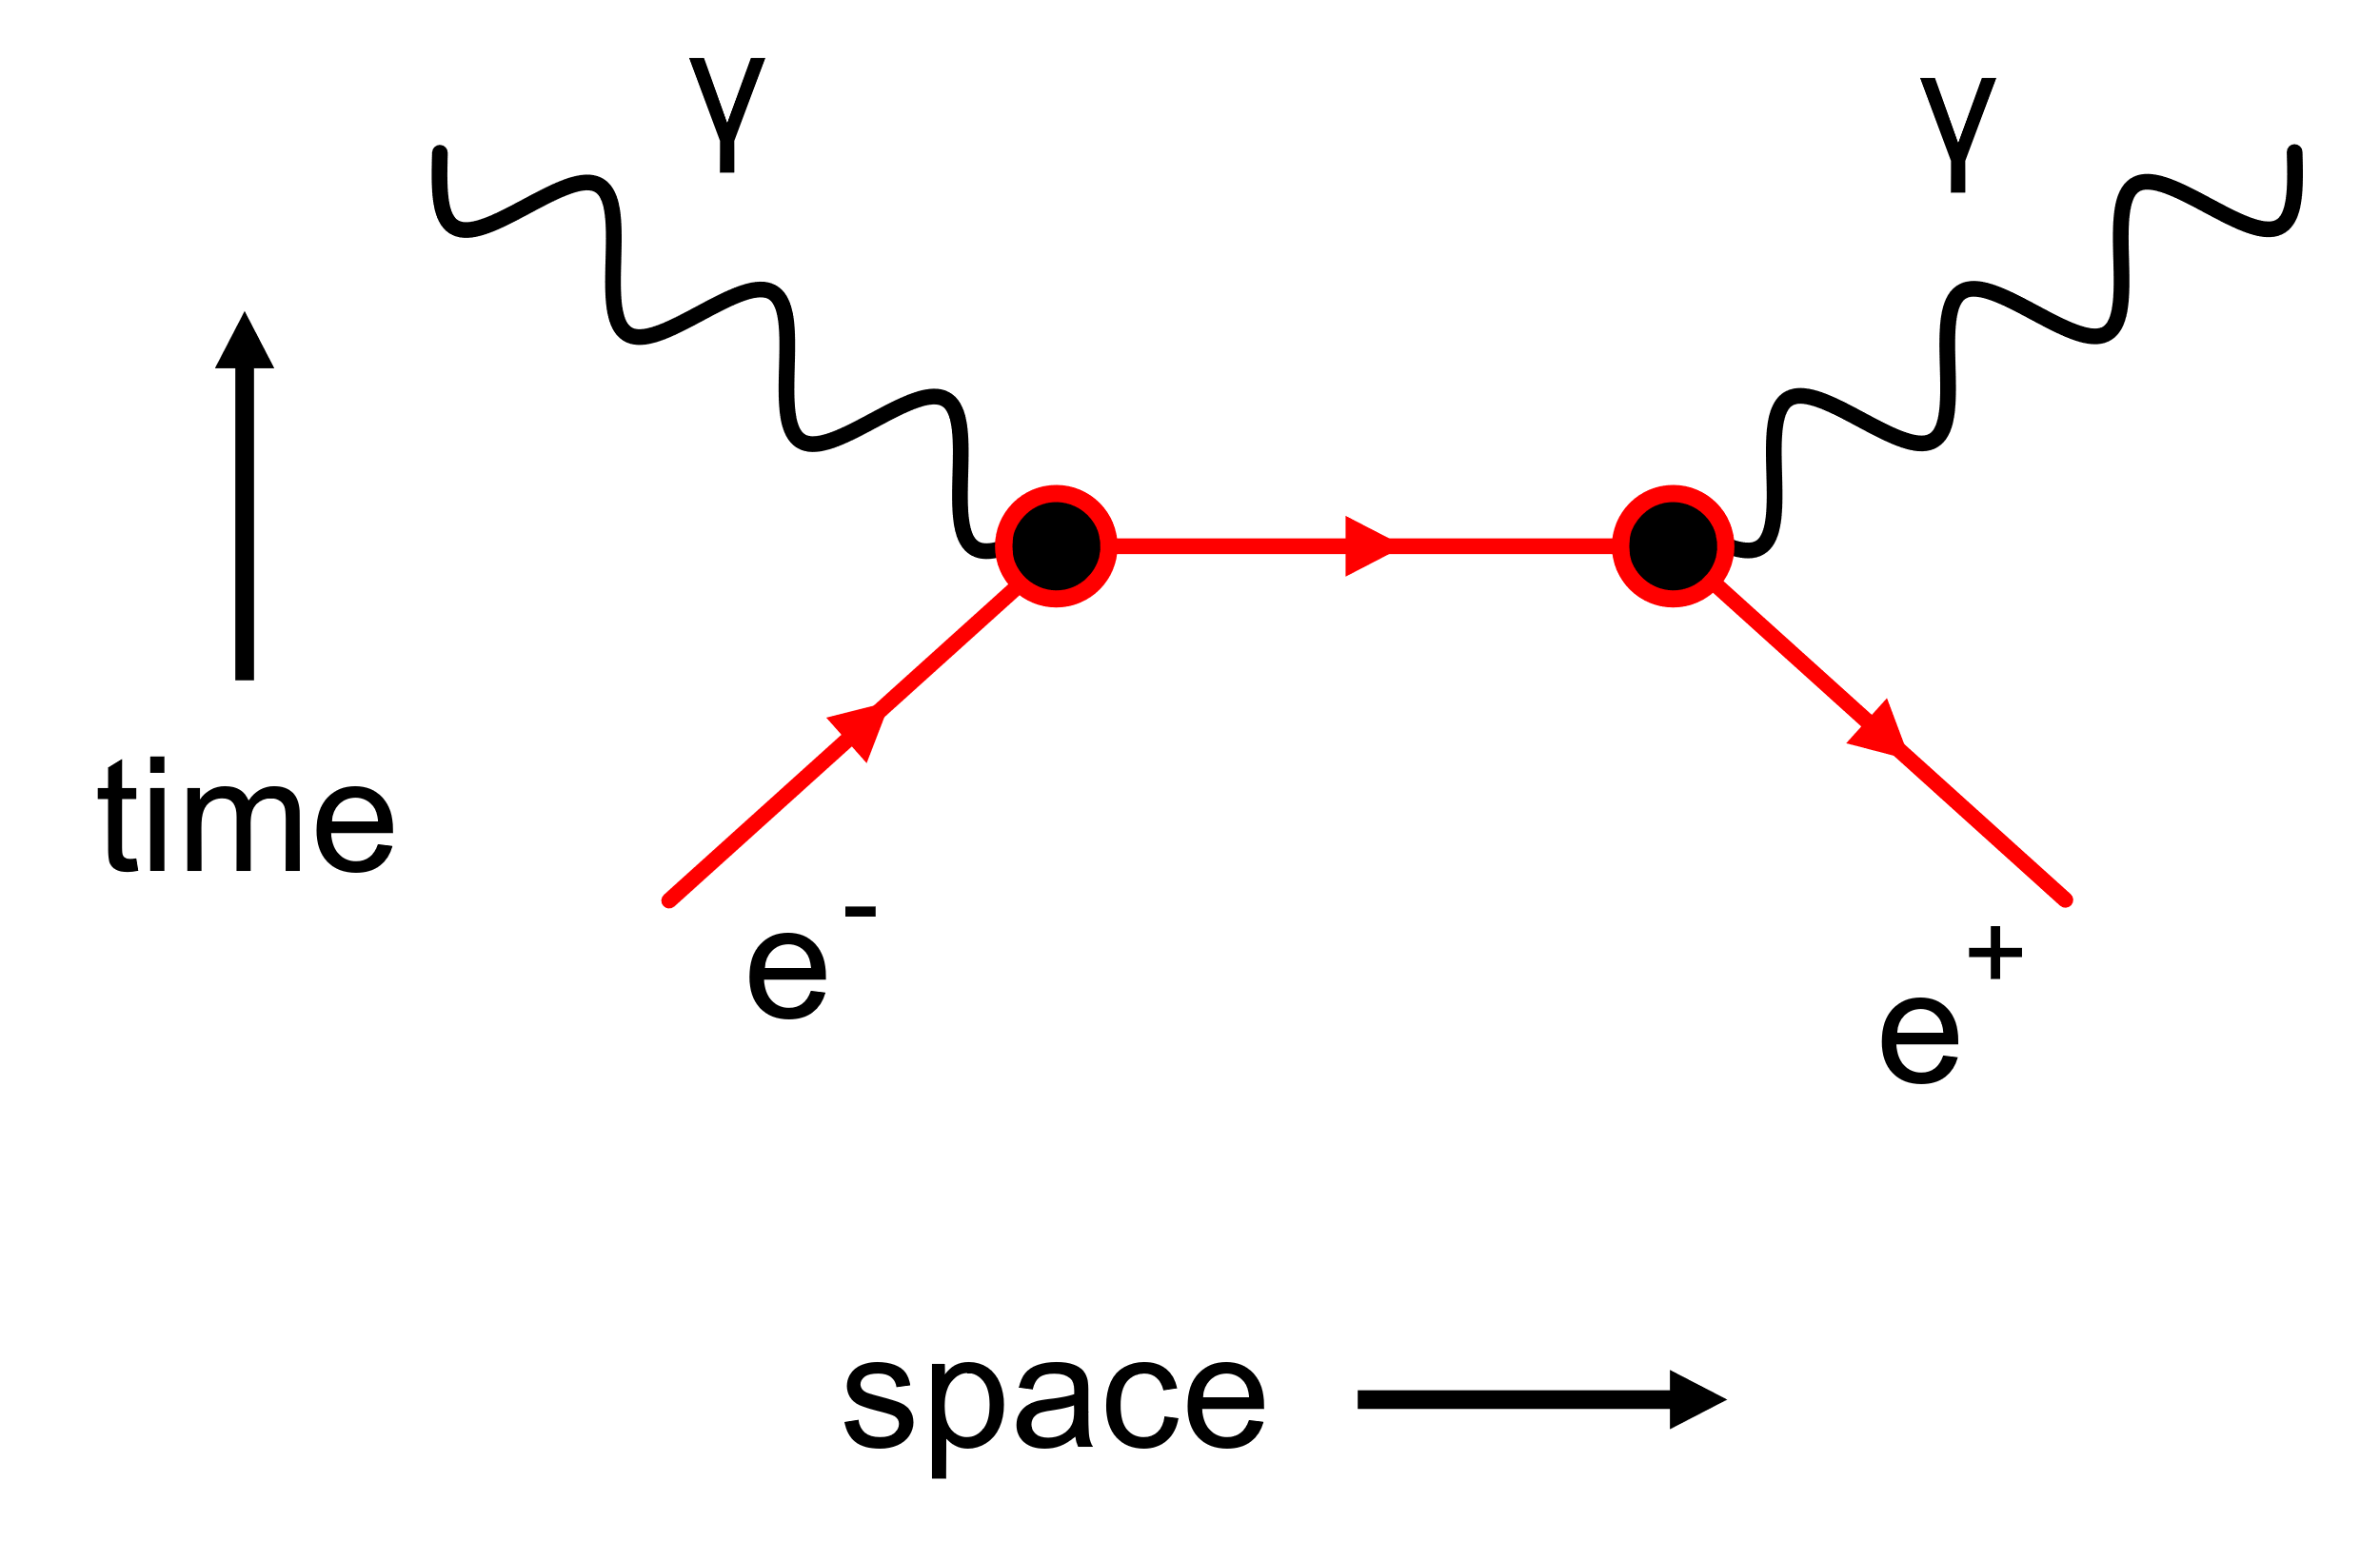 γ
γ
time
e-
e+
space